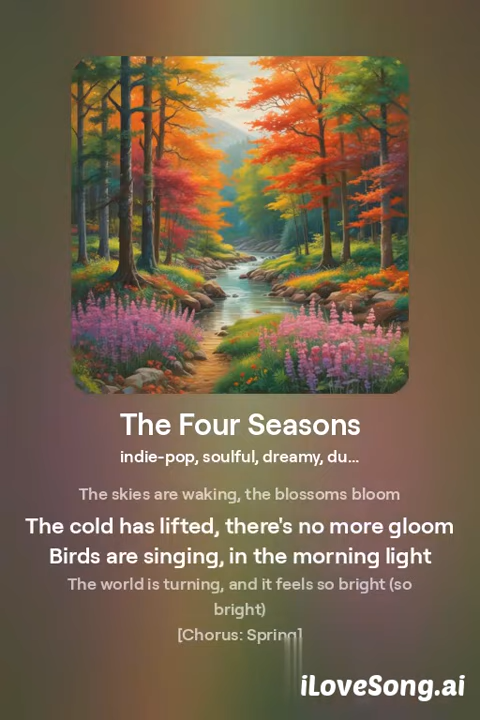 The Four Seasons
indie-pop, soulful, dreamy, du...
The skies are waking, the blossoms bloom
The cold has lifted, there's no more gloom
Birds are singing, in the morning light
The world is turning, and it feels so bright (so
bright)
[Chorus: Spring]
iLoveSong.ai